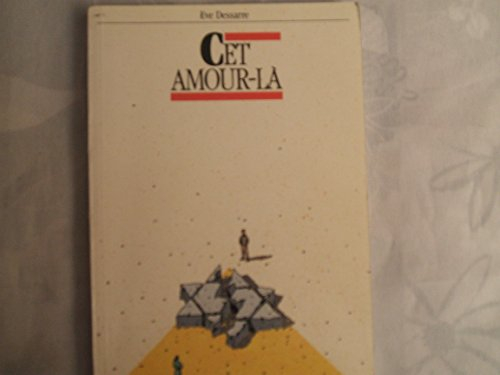 Eve Dessarre
CET
AMOUR-LÀ